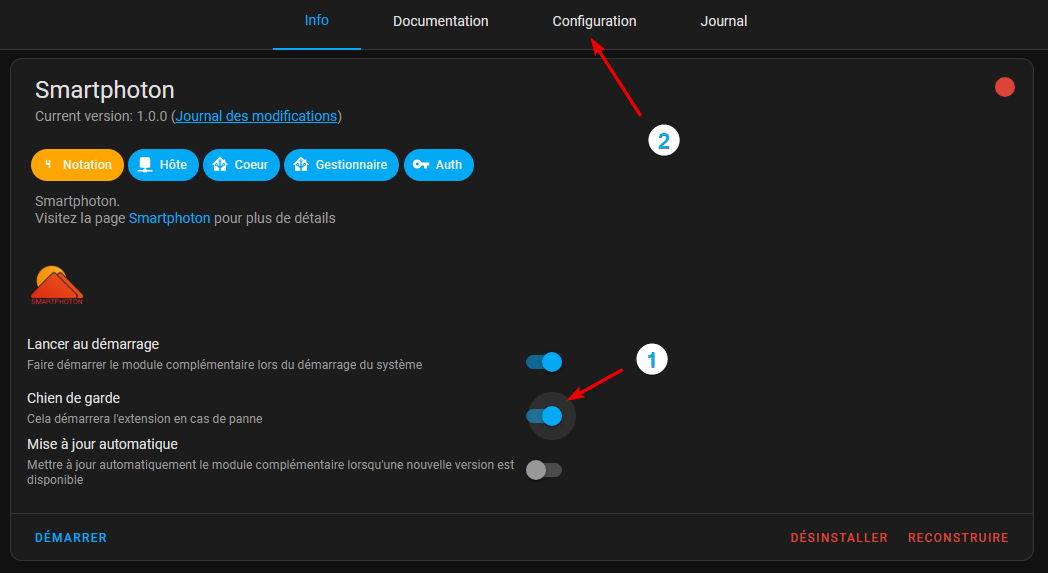 Info Documentation Configuration Journal
Smartphoton
Current version: 1.0.0 (Journal des modifications)
2
4 Notation Hôte Coeur Gestionnaire Auth
Smartphoton.
Visitez la page Smartphoton pour plus de détails
SMARTPHOTON
Lancer au démarrage
Faire démarrer le module complémentaire lors du démarrage du système
1
Chien de garde
Cela démarrera l'extension en cas de panne
Mise à jour automatique
Mettre à jour automatiquement le module complémentaire lorsqu'une nouvelle version est
disponible
DÉMARRER DÉSINSTALLER RECONSTRUIRE